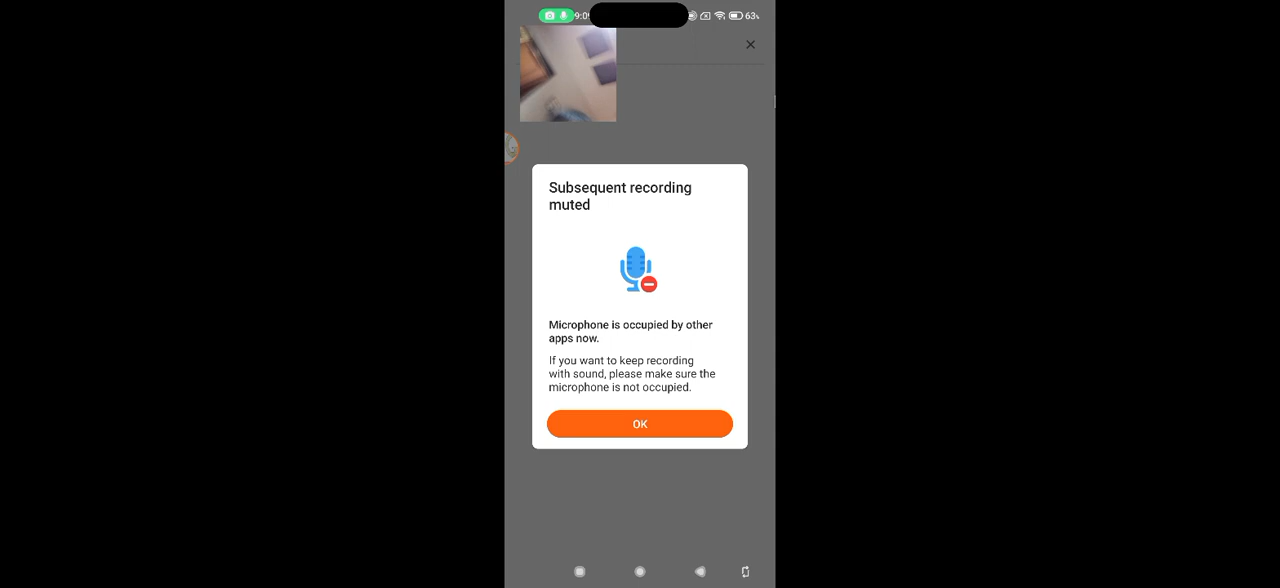 63%
Subsequent recording
muted
Microphone is occupied by other
apps now.
If you want to keep recording
with sound, please make sure the
microphone is not occupied.
OK